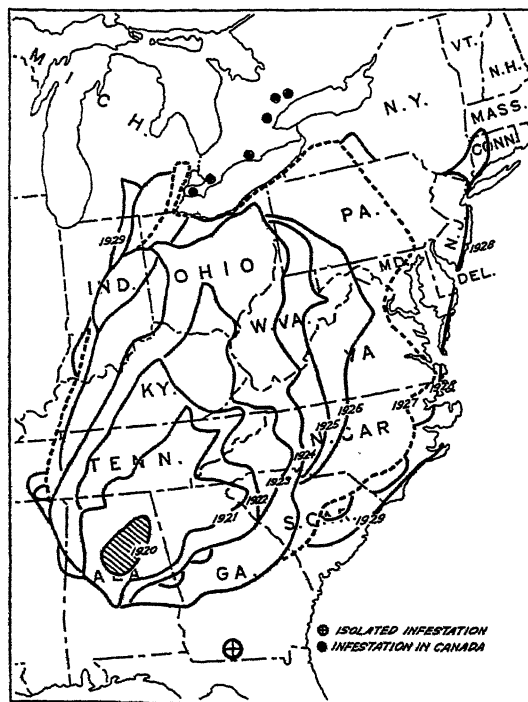 MICH.
VT.
N.H.
N.Y.
MASS.
CONN.
PA.
N.J.
1928
1929
IND.
OHIO
MD.
DEL.
W.VA
VA
KY.
1928
1927
1926
1925
N.CAR
1924
TENN.
1923
1922
1921
S.C.
1929
1920
ALA.
GA.
ISOLATED INFESTATION
INFESTATION IN CANADA